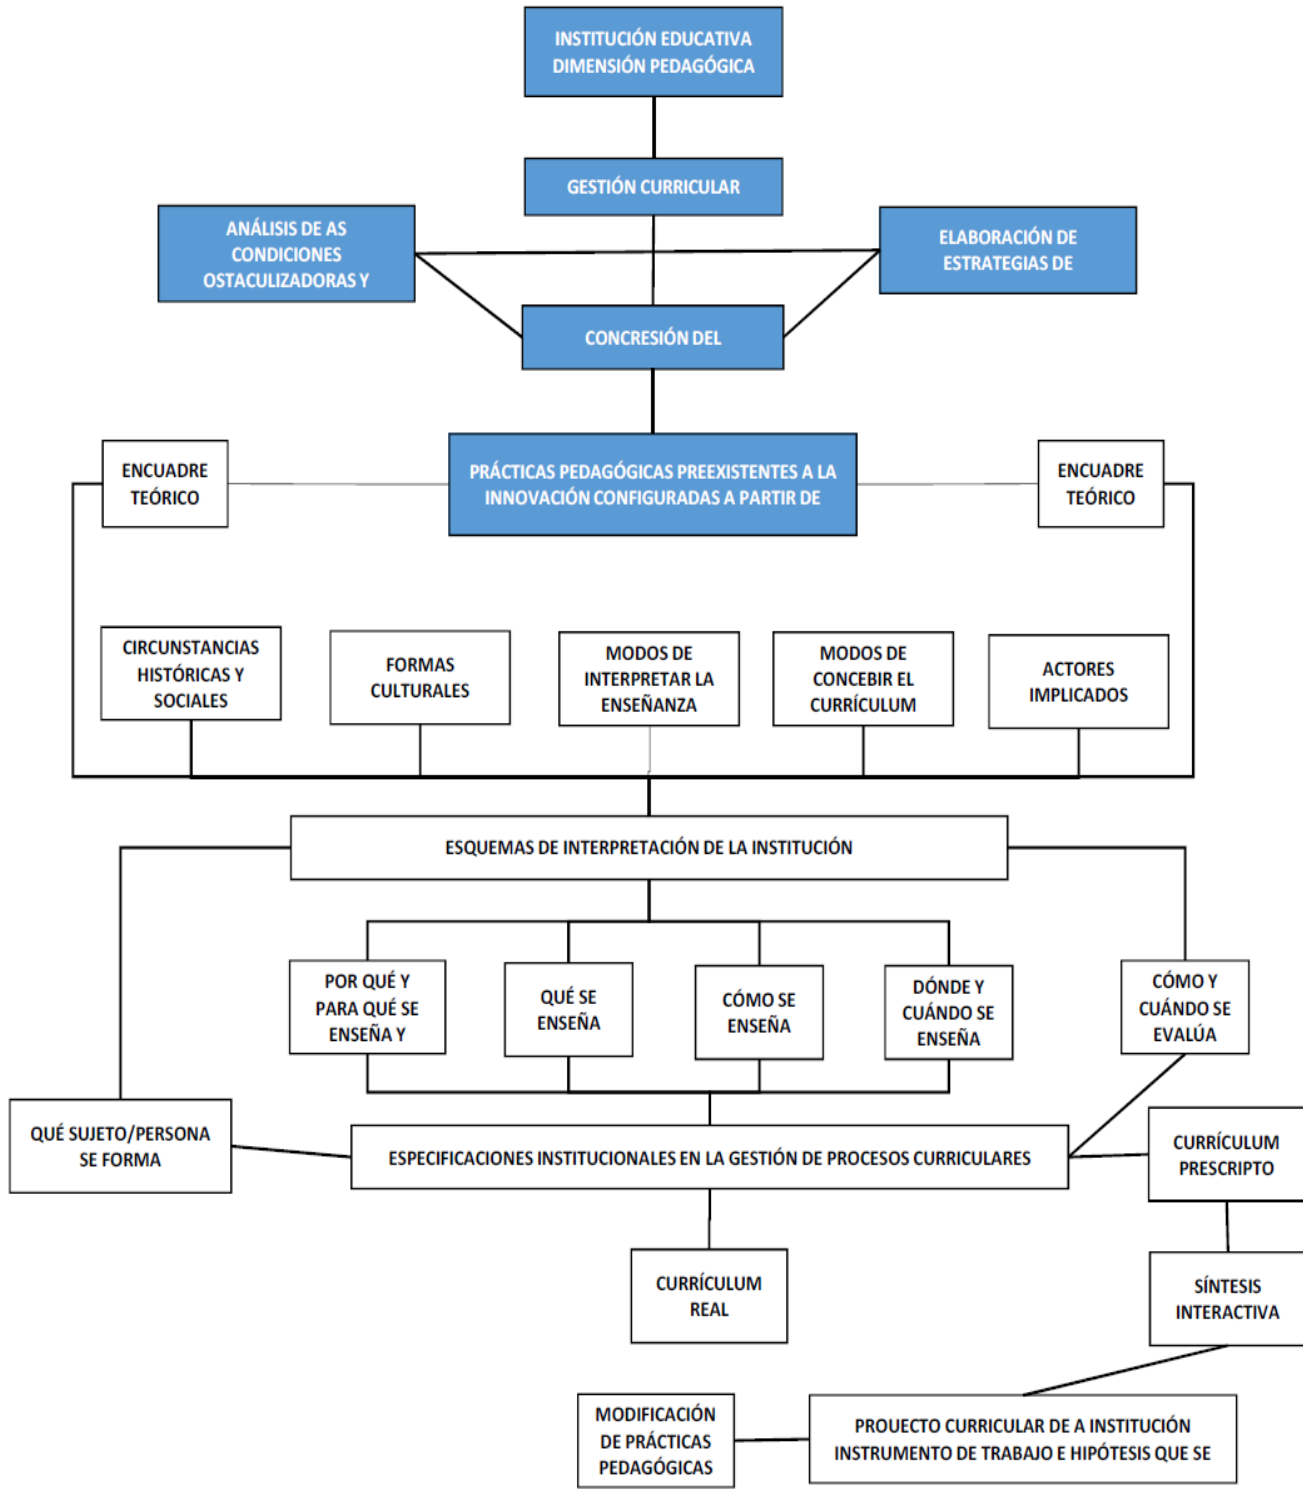 INSTITUCIÓN EDUCATIVA
DIMENSIÓN PEDAGÓGICA
GESTIÓN CURRICULAR
ANÁLISIS DE AS
CONDICIONES
OSTACULIZADORAS Y
ELABORACIÓN DE
ESTRATEGIAS DE
CONCRESIÓN DEL
ENCUADRE
TEÓRICO
PRÁCTICAS PEDAGÓGICAS PREEXISTENTES A LA
INNOVACIÓN CONFIGURADAS A PARTIR DE
ENCUADRE
TEÓRICO
CIRCUNSTANCIAS
HISTÓRICAS Y
SOCIALES
FORMAS
CULTURALES
MODOS DE
INTERPRETAR LA
ENSEÑANZA
MODOS DE
CONCEBIR EL
CURRÍCULUM
ACTORES
IMPLICADOS
ESQUEMAS DE INTERPRETACIÓN DE LA INSTITUCIÓN
POR QUÉ Y
PARA QUÉ SE
ENSEÑA Y
QUÉ SE
ENSEÑA
CÓMO SE
ENSEÑA
DÓNDE Y
CUÁNDO SE
ENSEÑA
CÓMO Y
CUÁNDO SE
EVALÚA
QUÉ SUJETO/PERSONA
SE FORMA
ESPECIFICACIONES INSTITUCIONALES EN LA GESTIÓN DE PROCESOS CURRICULARES
CURRÍCULUM
PRESCRIPTO
CURRÍCULUM
REAL
SÍNTESIS
INTERACTIVA
MODIFICACIÓN
DE PRÁCTICAS
PEDAGÓGICAS
PROUECTO CURRICULAR DE A INSTITUCIÓN
INSTRUMENTO DE TRABAJO E HIPÓTESIS QUE SE